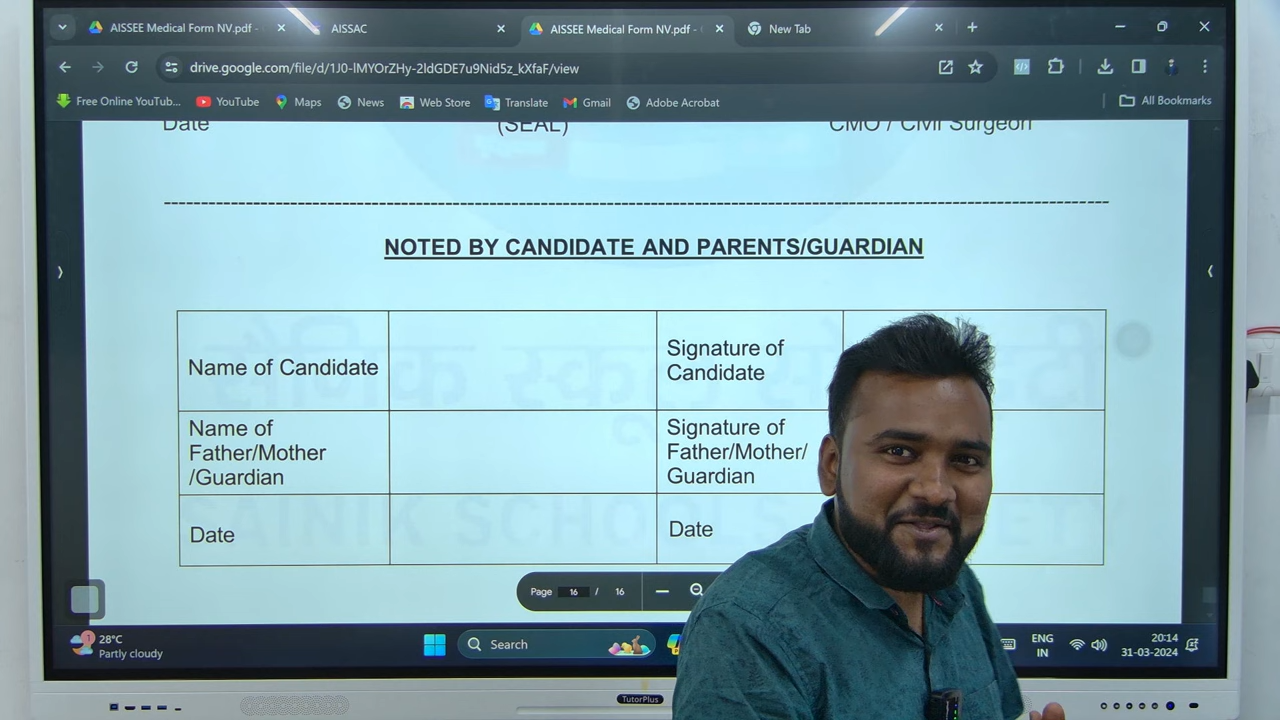 AISSEE Medical Form NV.pdf -
AISSAC
AISSEE Medical Form NV.pdf -
New Tab
drive.google.com/file/d/1J0-lMYOrZHy-2ldGDE7u9Nid5z_kXfaF/view
Free Online YouTub...
YouTube
Maps
News
Web Store
Translate
Gmail
Adobe Acrobat
All Bookmarks
Date
(SEAL)
CMO / CMI Surgeon
NOTED BY CANDIDATE AND PARENTS/GUARDIAN
Name of Candidate
Signature of
Candidate
Name of
Father/Mother
/Guardian
Signature of
Father/Mother/
Guardian
Date
Date
सैनिक स्कूल
SAINIK SCHOOLS
Page 16 / 16
1
28°C
Partly cloudy
Search
ENG
IN
20:14
31-03-2024
TutorPlus